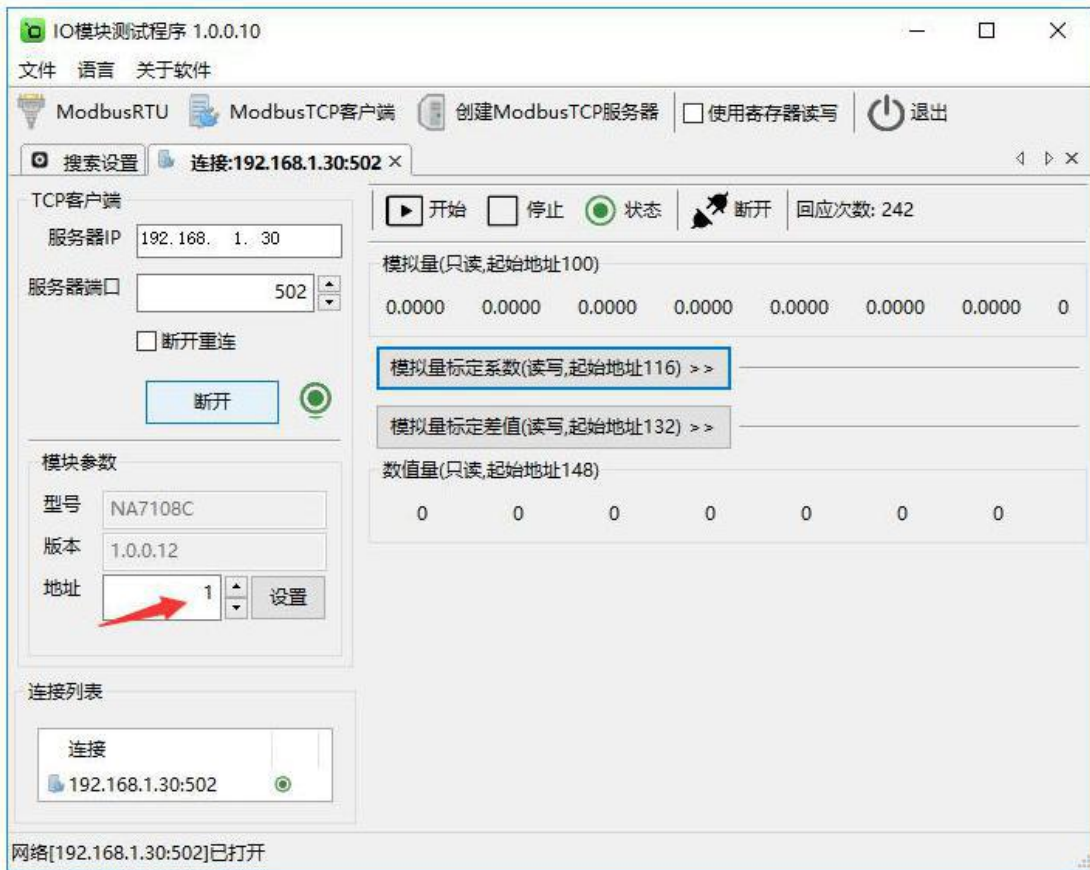 IO模块测试程序 1.0.0.10
文件 语言 关于软件
ModbusRTU ModbusTCP客户端 创建ModbusTCP服务器 使用寄存器读写 退出
搜索设置 连接:192.168.1.30:502
TCP客户端
服务器IP 192.168. 1. 30
服务器端口 502
断开重连
断开
模块参数
型号 NA7108C
版本 1.0.0.12
地址 1 设置
连接列表
连接
192.168.1.30:502
开始 停止 状态 断开 回应次数: 242
模拟量(只读,起始地址100)
0.0000 0.0000 0.0000 0.0000 0.0000 0.0000 0.0000 0
模拟量标定系数(读写,起始地址116) >>
模拟量标定差值(读写,起始地址132) >>
数值量(只读,起始地址148)
0 0 0 0 0 0 0
网络[192.168.1.30:502]已打开